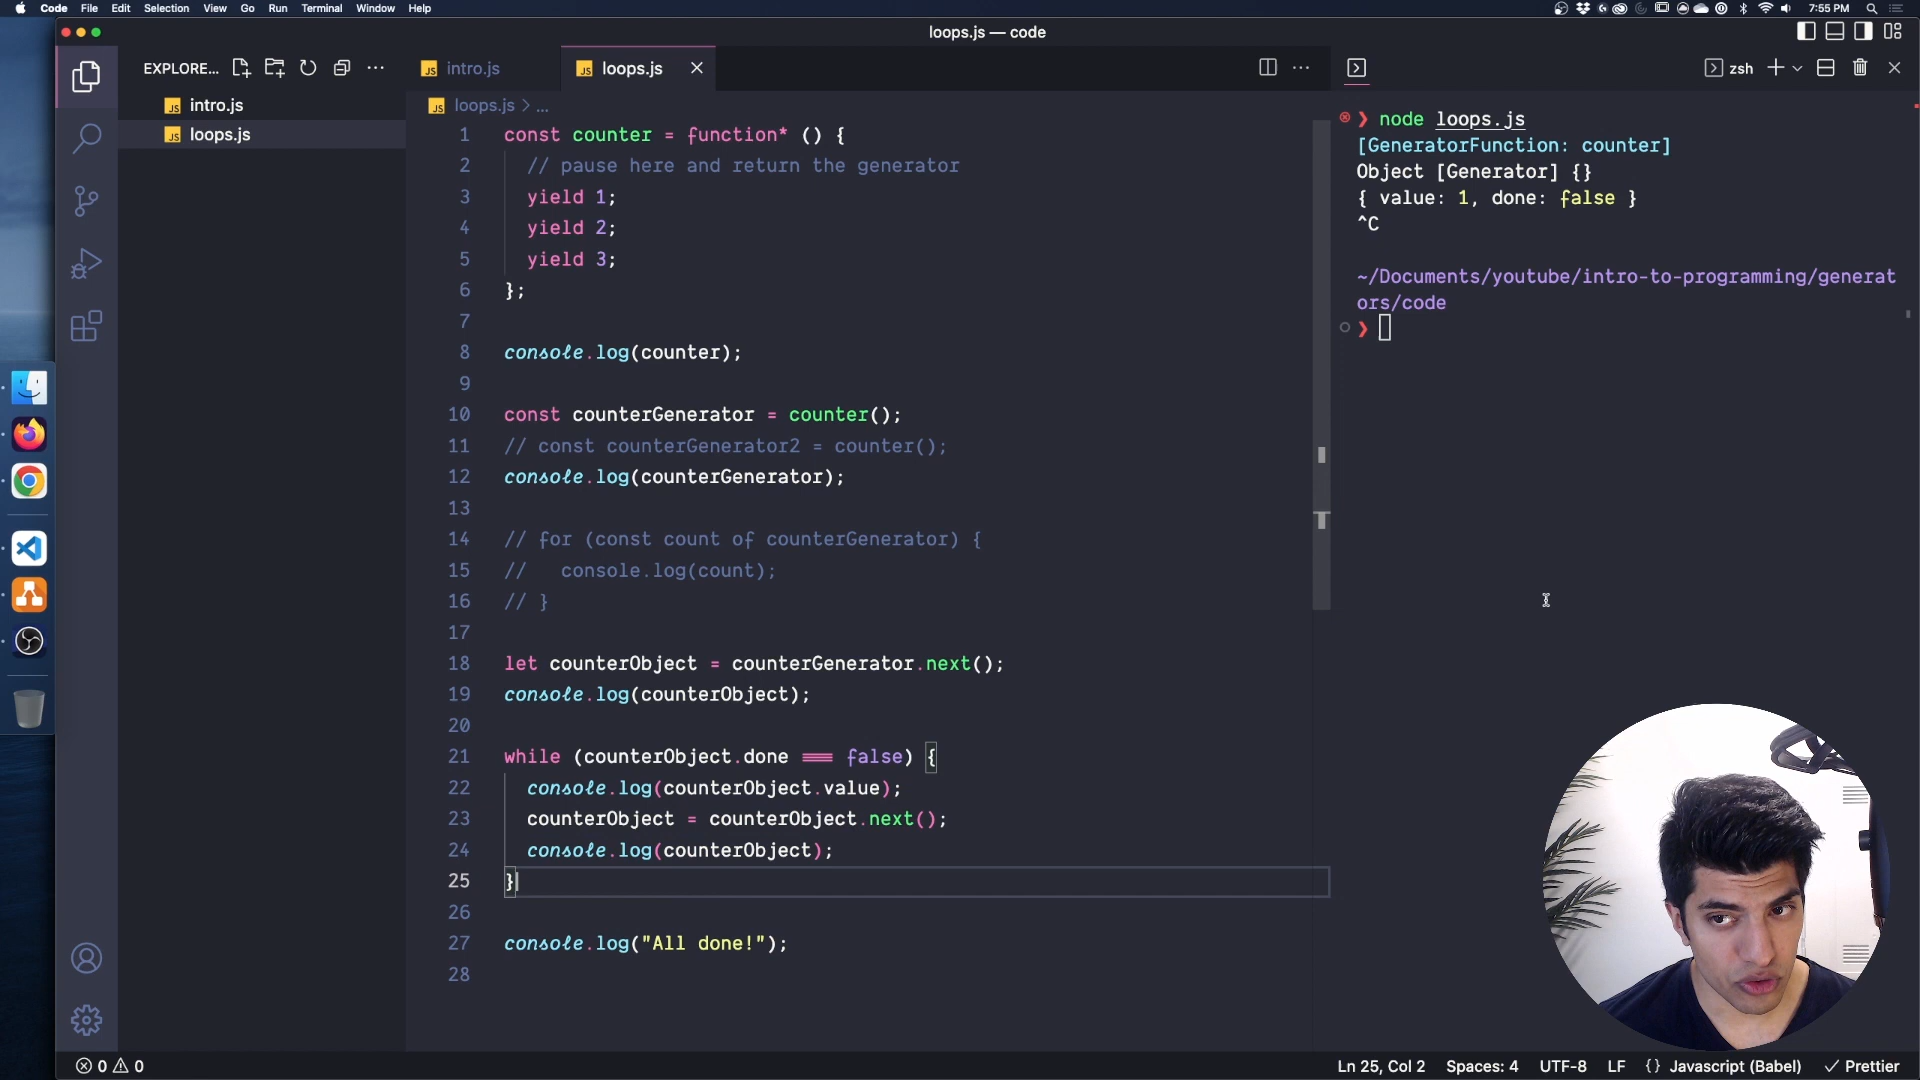 Code File Edit Selection View Go Run Terminal Window Help 7:55 PM
loops.js — code
EXPLORE...
intro.js
loops.js
intro.js loops.js
loops.js > ...
1 const counter = function* () {
2 // pause here and return the generator
3 yield 1;
4 yield 2;
5 yield 3;
6 };
7
8 console.log(counter);
9
10 const counterGenerator = counter();
11 // const counterGenerator2 = counter();
12 console.log(counterGenerator);
13
14 // for (const count of counterGenerator) {
15 // console.log(count);
16 // }
17
18 let counterObject = counterGenerator.next();
19 console.log(counterObject);
20
21 while (counterObject.done === false) {
22 console.log(counterObject.value);
23 counterObject = counterObject.next();
24 console.log(counterObject);
25 }
26
27 console.log("All done!");
28
zsh
❯ node loops.js
[GeneratorFunction: counter]
Object [Generator] {}
{ value: 1, done: false }
^C
~/Documents/youtube/intro-to-programming/generat
ors/code
❯
0 0 Ln 25, Col 2 Spaces: 4 UTF-8 LF {} Javascript (Babel) ✓ Prettier